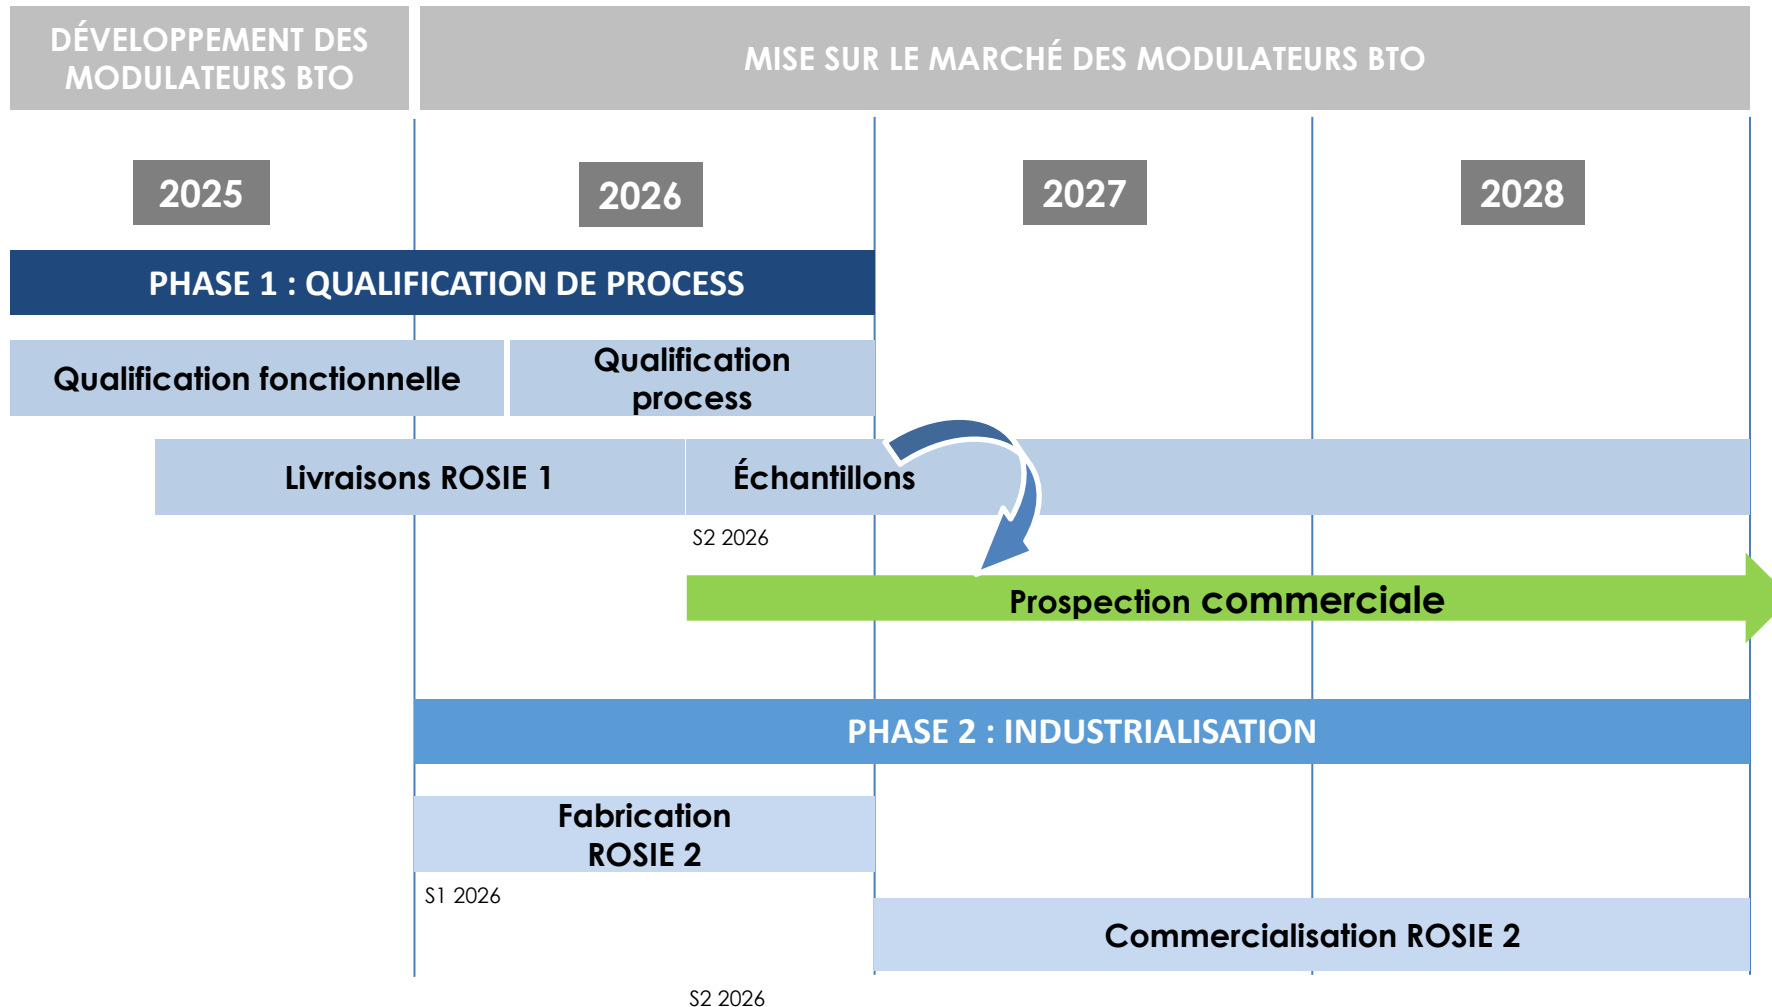 DÉVELOPPEMENT DES
MODULATEURS BTO
MISE SUR LE MARCHÉ DES MODULATEURS BTO
2025
2026
2027
2028
PHASE 1 : QUALIFICATION DE PROCESS
Qualification fonctionnelle
Qualification
process
Livraisons ROSIE 1
Échantillons
S2 2026
Prospection commerciale
PHASE 2 : INDUSTRIALISATION
Fabrication
ROSIE 2
S1 2026
Commercialisation ROSIE 2
S2 2026